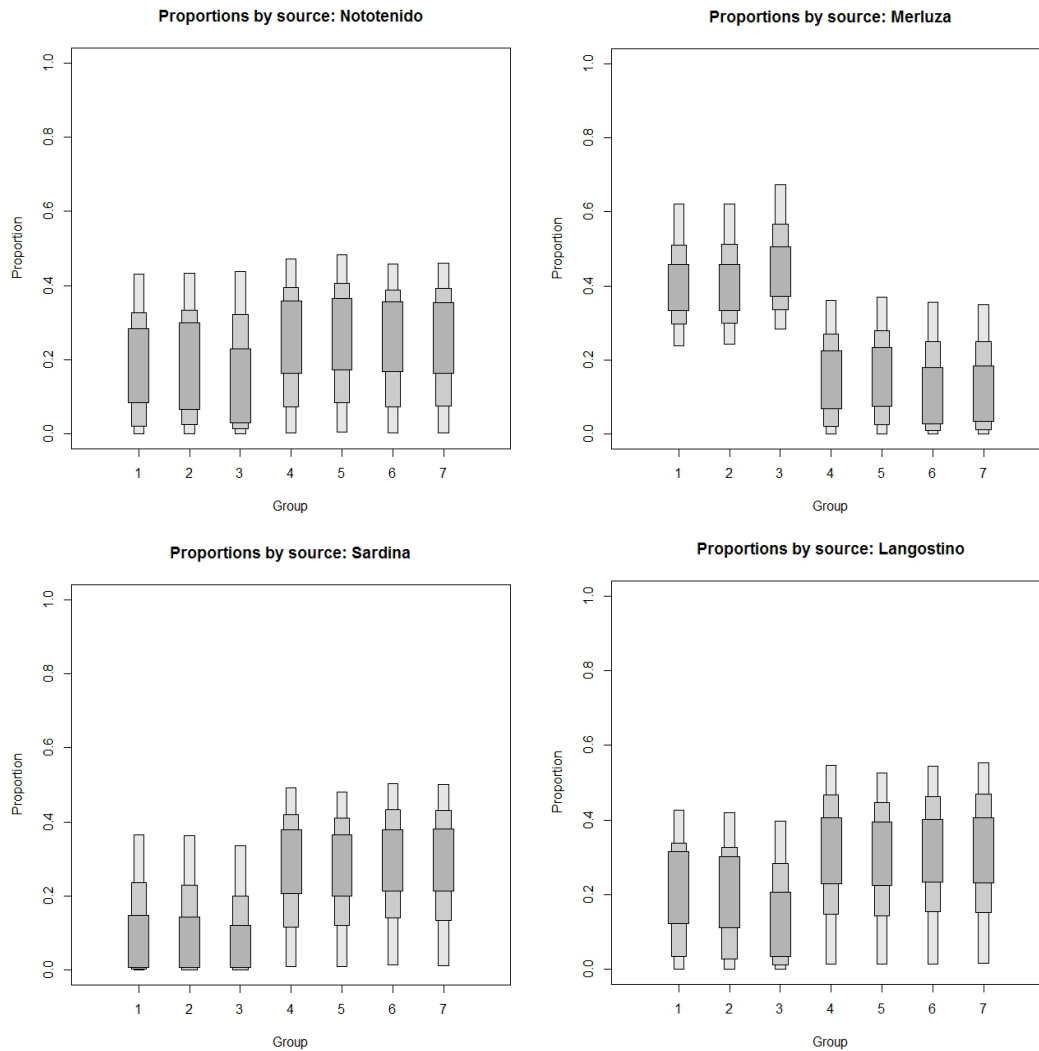 Proportions by source: Nototenido
Proportion
0.0 0.2 0.4 0.6 0.8 1.0
1 2 3 4 5 6 7
Group
Proportions by source: Merluza
Proportion
0.0 0.2 0.4 0.6 0.8 1.0
1 2 3 4 5 6 7
Group
Proportions by source: Sardina
Proportion
0.0 0.2 0.4 0.6 0.8 1.0
1 2 3 4 5 6 7
Group
Proportions by source: Langostino
Proportion
0.0 0.2 0.4 0.6 0.8 1.0
1 2 3 4 5 6 7
Group